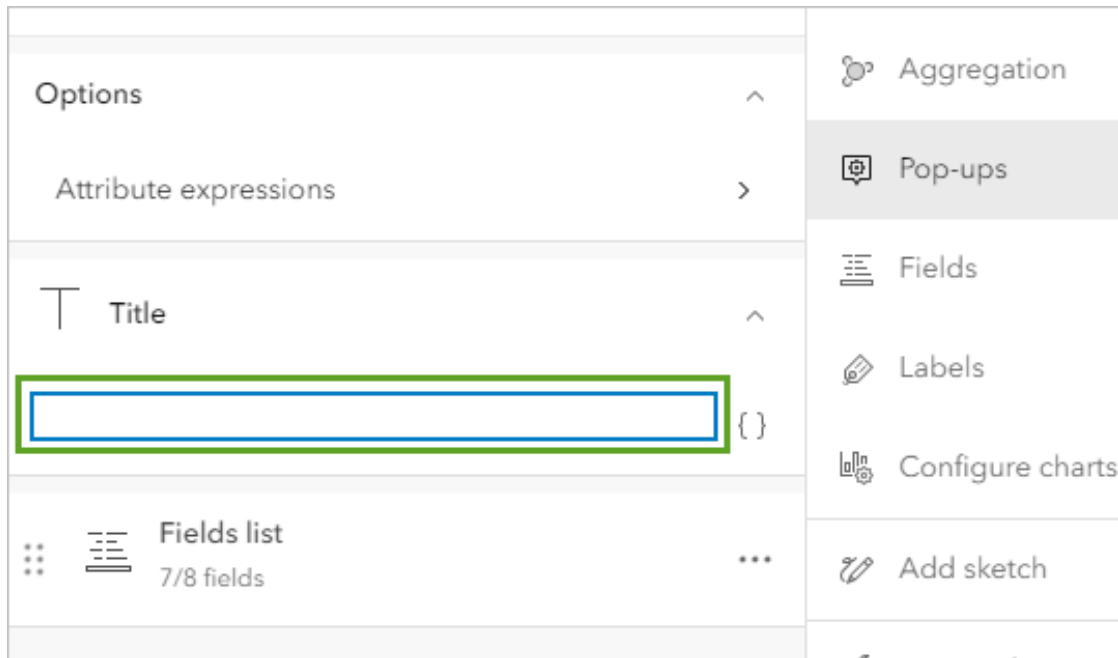 Options
Attribute expressions
Title
{ }
Fields list
7/8 fields
Aggregation
Pop-ups
Fields
Labels
Configure charts
Add sketch